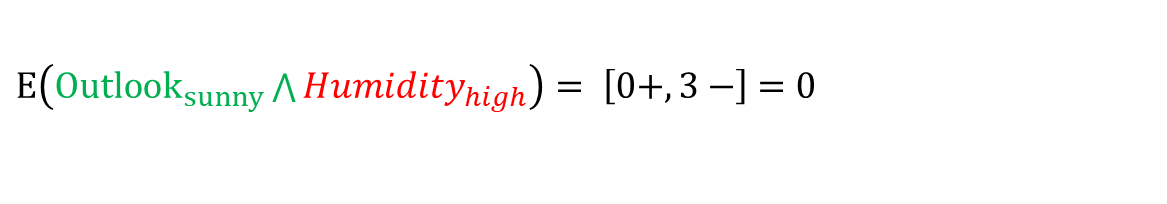 E(Outlook_sunny ⋀ Humidity_high) = [0+, 3 −] = 0